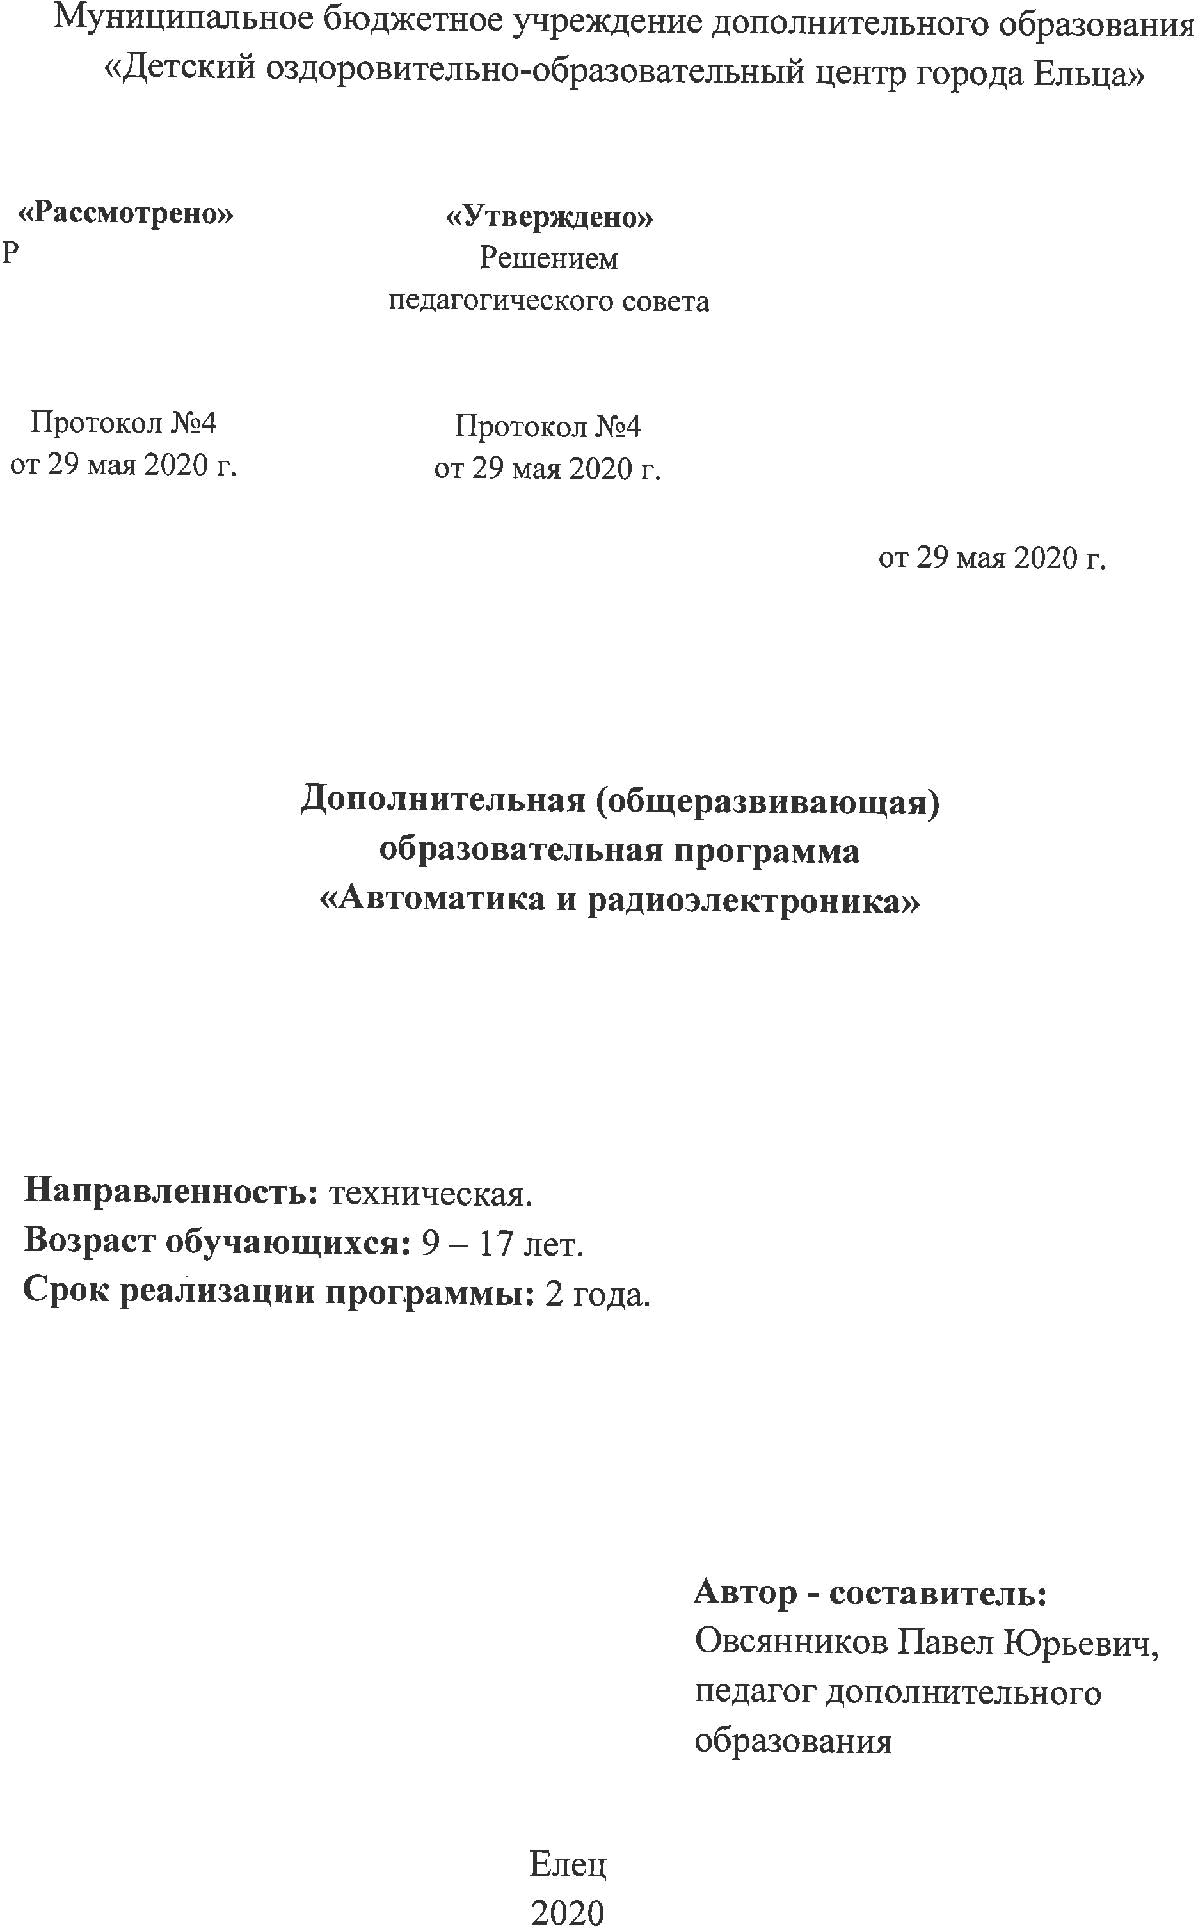 Муниципальное бюджетное учреждение дополнительного образования
«Детский оздоровительно-образовательный центр города Ельца»
«Рассмотрено»
Р
Протокол №4
от 29 мая 2020 г.
«Утверждено»
Решением
педагогического совета
Протокол №4
от 29 мая 2020 г.
от 29 мая 2020 г.
Дополнительная (общеразвивающая)
образовательная программа
«Автоматика и радиоэлектроника»
Направленность: техническая.
Возраст обучающихся: 9 – 17 лет.
Срок реализации программы: 2 года.
Автор - составитель:
Овсянников Павел Юрьевич,
педагог дополнительного
образования
Елец
2020